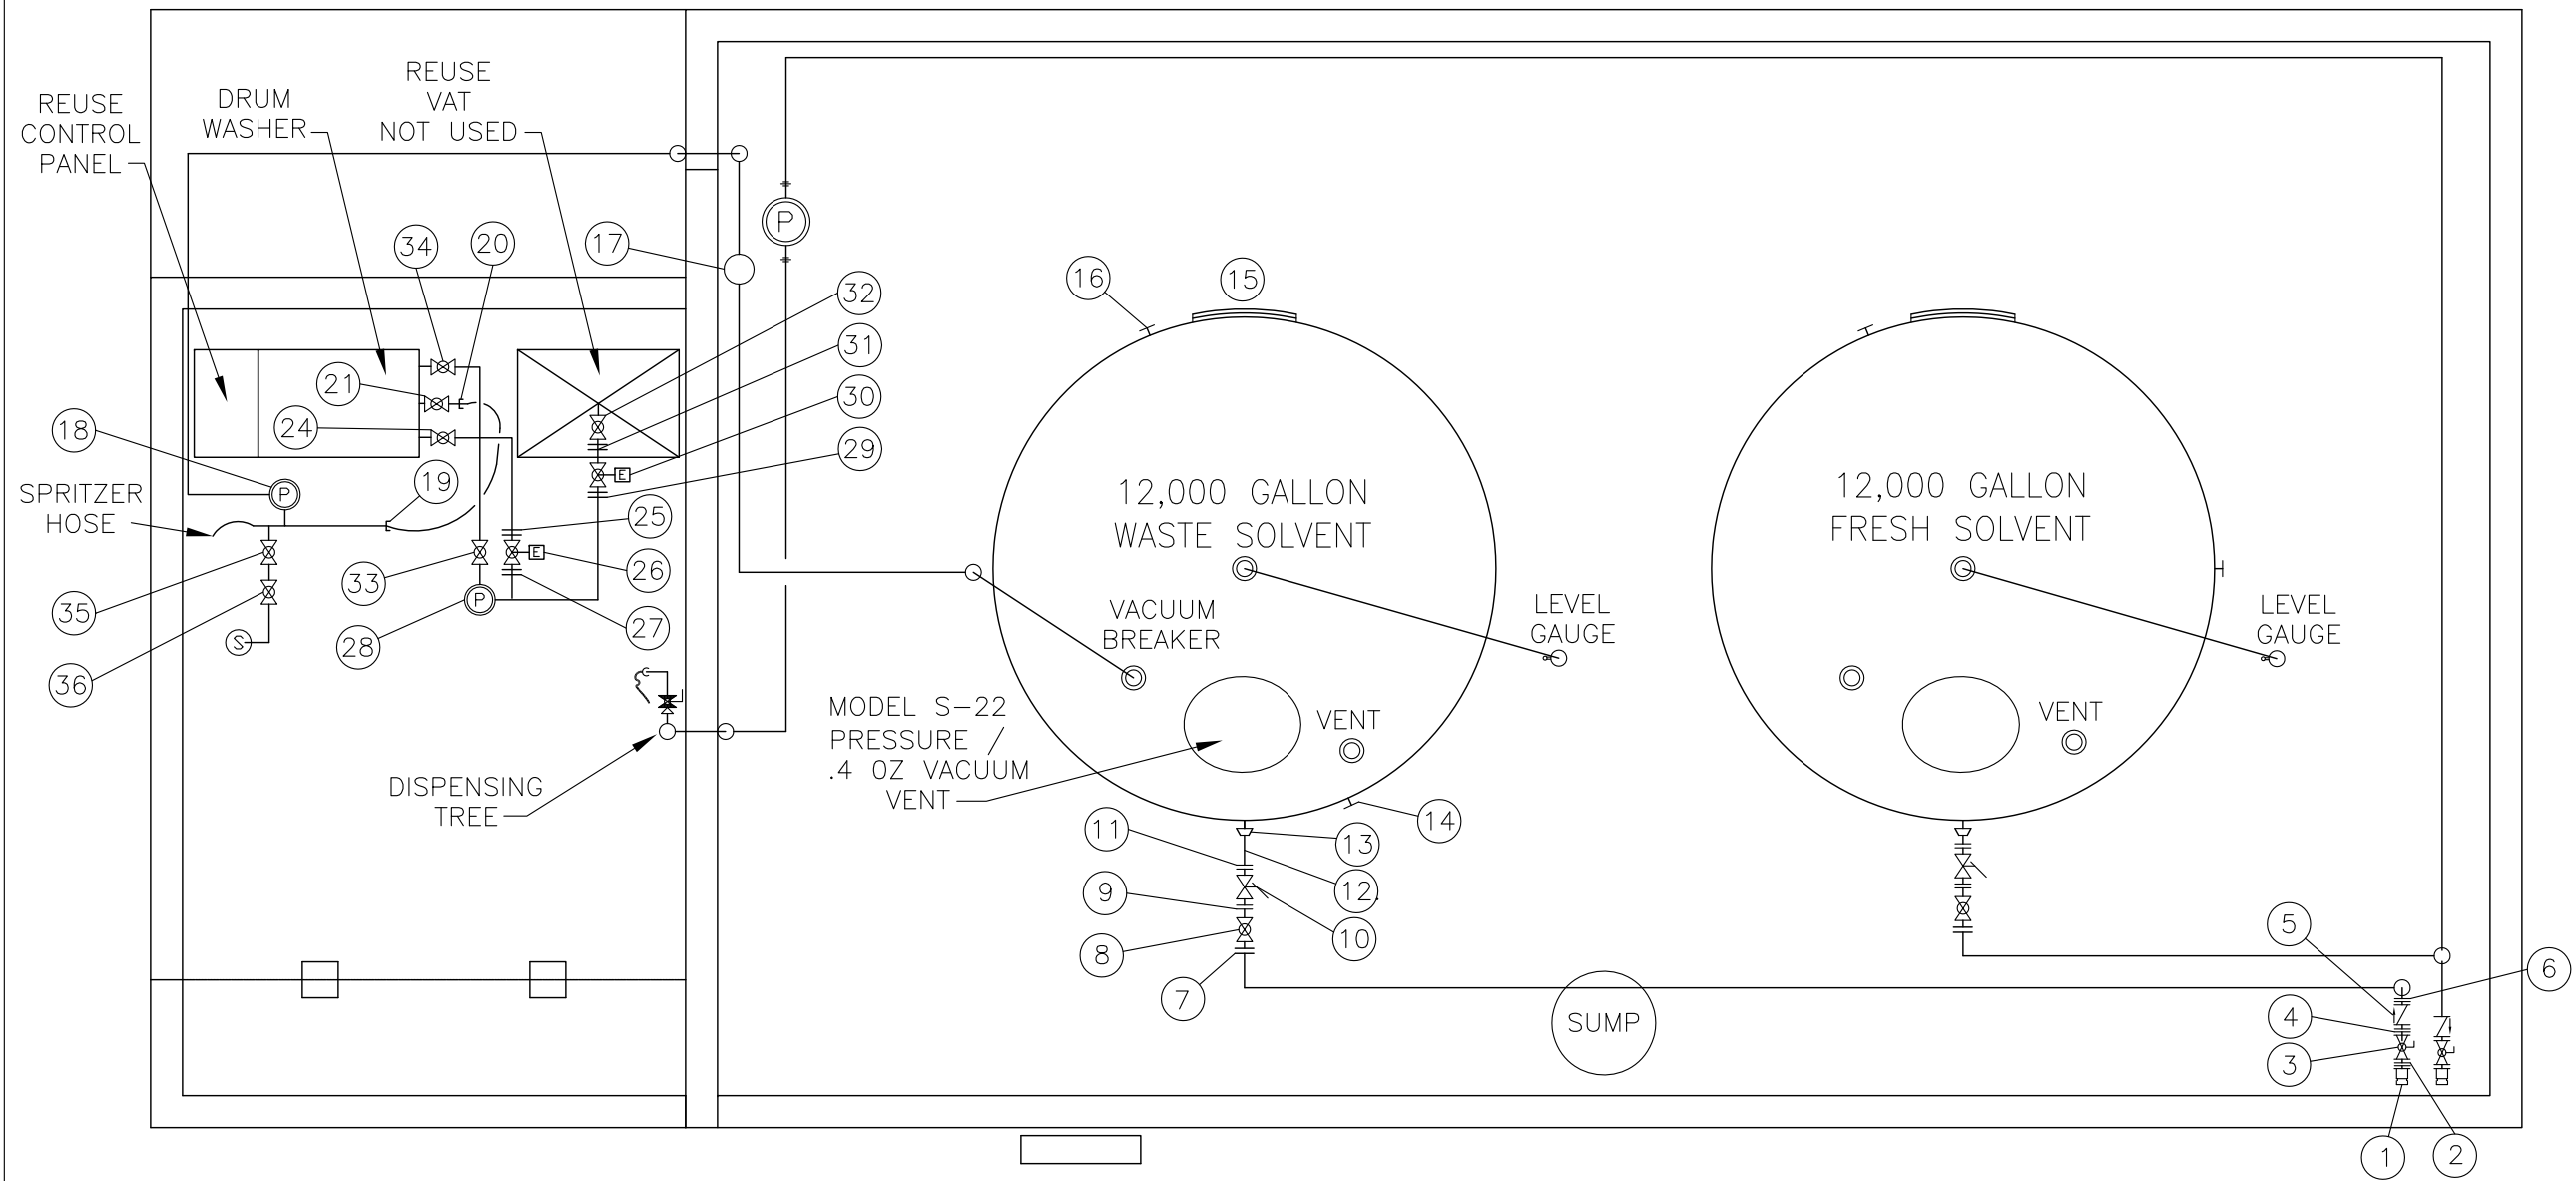 REUSE
CONTROL
PANEL
DRUM
WASHER
REUSE
VAT
NOT USED
34
20
17
P
16
15
32
31
30
29
21
24
18
P
19
SPRITZER
HOSE
E
25
E
26
27
33
P
28
35
36
S
12,000 GALLON
WASTE SOLVENT
12,000 GALLON
FRESH SOLVENT
VACUUM
BREAKER
LEVEL
GAUGE
LEVEL
GAUGE
MODEL S-22
PRESSURE /
.4 OZ VACUUM
VENT
VENT
VENT
DISPENSING
TREE
14
13
11
12.
9
10
8
7
SUMP
5
6
4
3
1
2